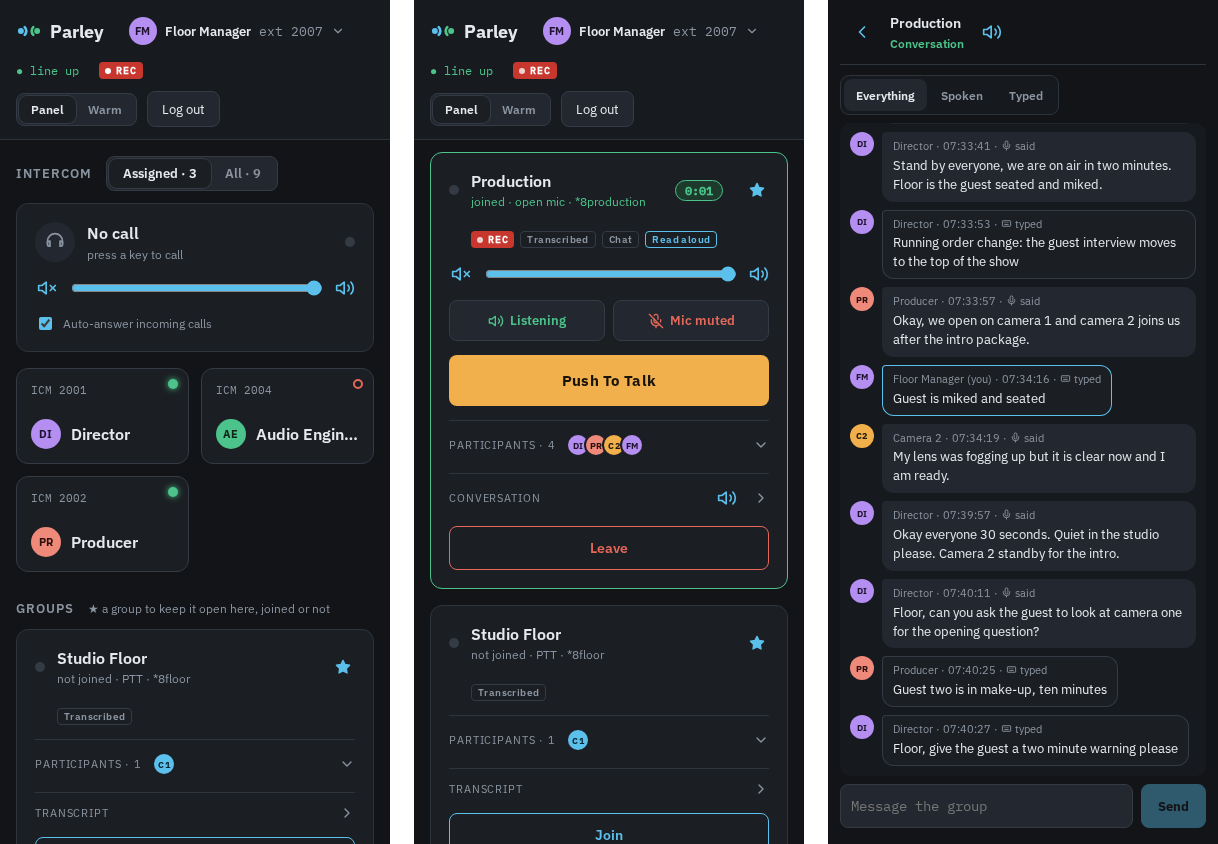 Parley FM Floor Manager ext 2007
line up REC
Panel Warm Log out
INTERCOM Assigned · 3 All · 9
No call
press a key to call
Auto-answer incoming calls
ICM 2001
DI Director
ICM 2004
AE Audio Engin...
ICM 2002
PR Producer
GROUPS ★ a group to keep it open here, joined or not
Studio Floor
not joined · PTT · *8floor
Transcribed
PARTICIPANTS · 1 C1
TRANSCRIPT
Parley FM Floor Manager ext 2007
line up REC
Panel Warm Log out
Production
joined · open mic · *8production
0:01
REC Transcribed Chat Read aloud
Listening Mic muted
Push To Talk
PARTICIPANTS · 4 DI PR C2 FM
CONVERSATION
Leave
Studio Floor
not joined · PTT · *8floor
Transcribed
PARTICIPANTS · 1 C1
TRANSCRIPT
Join
Production
Conversation
Everything Spoken Typed
DI Director · 07:33:41 · said
Stand by everyone, we are on air in two minutes.
Floor is the guest seated and miked.
DI Director · 07:33:53 · typed
Running order change: the guest interview moves
to the top of the show
PR Producer · 07:33:57 · said
Okay, we open on camera 1 and camera 2 joins us
after the intro package.
FM Floor Manager (you) · 07:34:16 · typed
Guest is miked and seated
C2 Camera 2 · 07:34:19 · said
My lens was fogging up but it is clear now and I
am ready.
DI Director · 07:39:57 · said
Okay everyone 30 seconds. Quiet in the studio
please. Camera 2 standby for the intro.
DI Director · 07:40:11 · said
Floor, can you ask the guest to look at camera one
for the opening question?
PR Producer · 07:40:25 · typed
Guest two is in make-up, ten minutes
DI Director · 07:40:27 · typed
Floor, give the guest a two minute warning please
Message the group Send